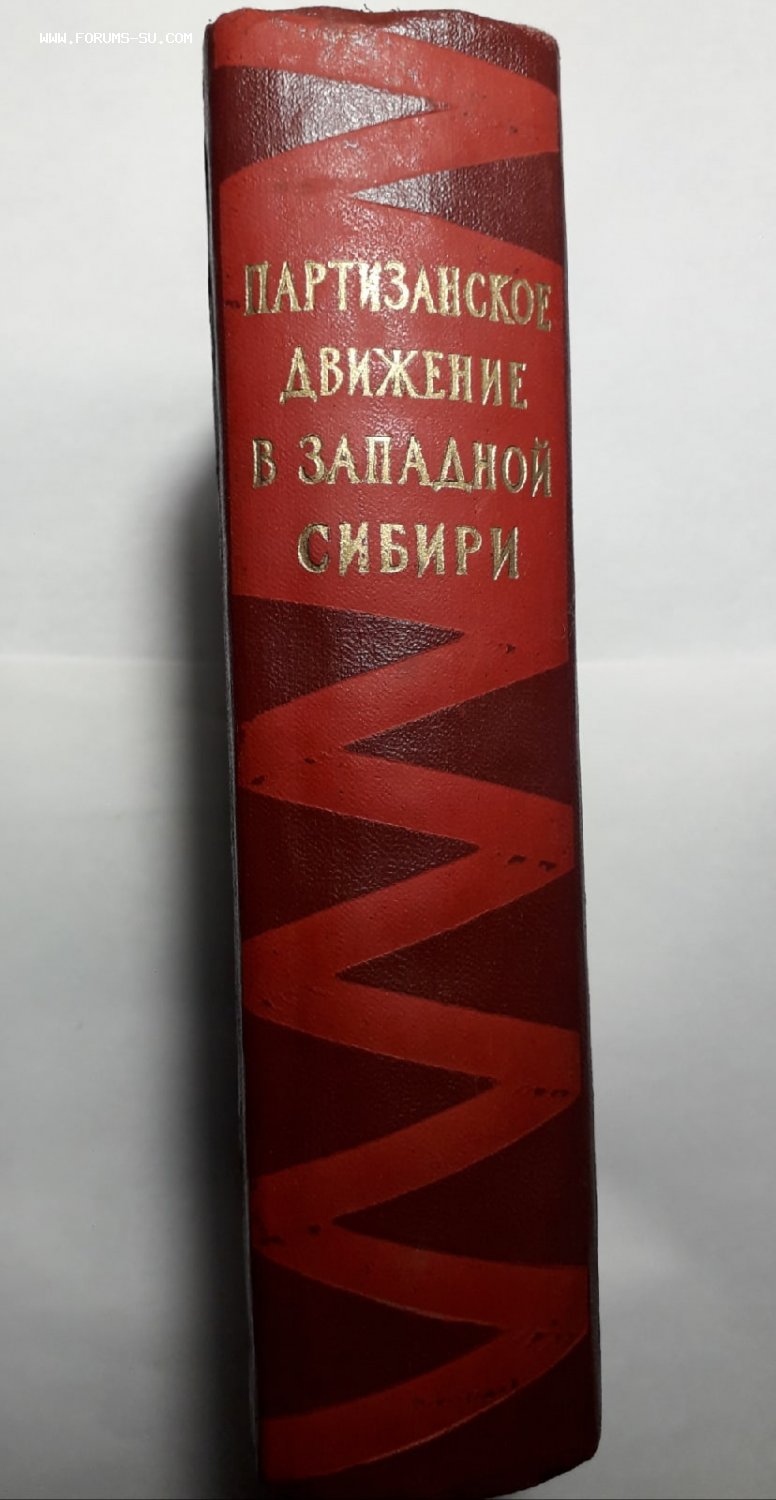 WWW.FORUMS-SU.COM
ПАРТИЗАНСКОЕ
ДВИЖЕНИЕ
В ЗАПАДНОЙ
СИБИРИ